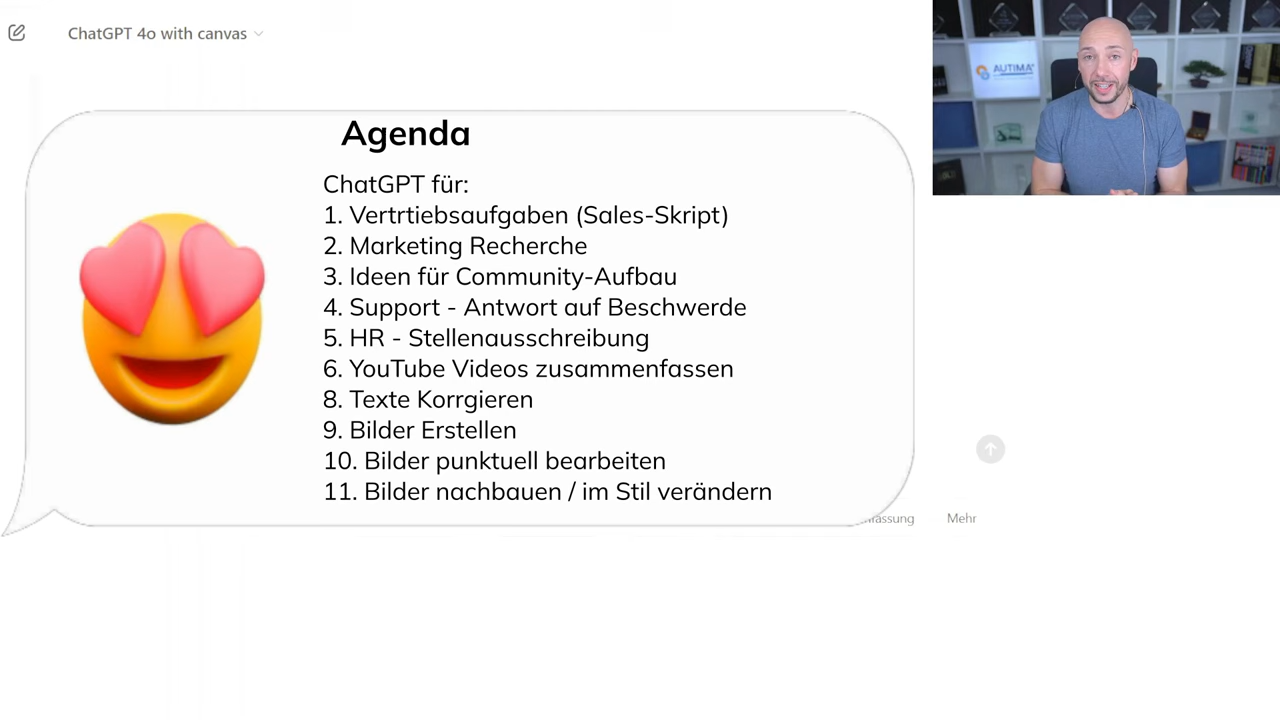 ChatGPT 4o with canvas
AUTIMA
Agenda
ChatGPT für:
1. Vertrtiebsaufgaben (Sales-Skript)
2. Marketing Recherche
3. Ideen für Community-Aufbau
4. Support - Antwort auf Beschwerde
5. HR - Stellenausschreibung
6. YouTube Videos zusammenfassen
8. Texte Korrgieren
9. Bilder Erstellen
10. Bilder punktuell bearbeiten
11. Bilder nachbauen / im Stil verändern
Mehr